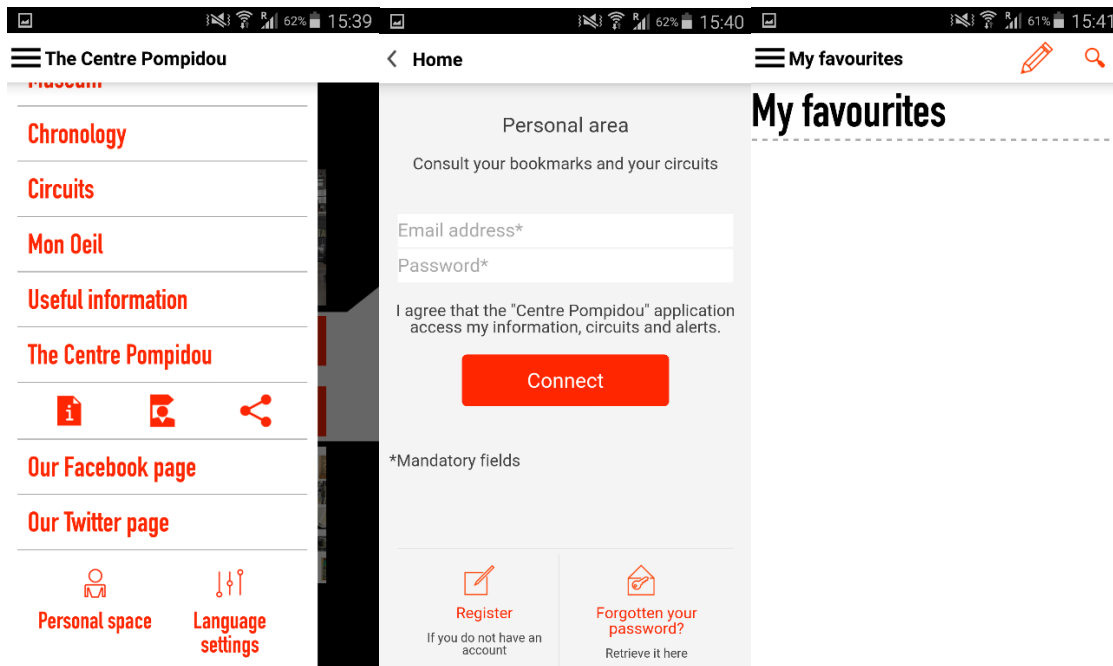 62% 15:39
The Centre Pompidou
Museum
Chronology
Circuits
Mon Oeil
Useful information
The Centre Pompidou
Our Facebook page
Our Twitter page
Personal space
Language
settings
R 62% 15:40
Home
Personal area
Consult your bookmarks and your circuits
Email address*
Password*
I agree that the "Centre Pompidou" application
access my information, circuits and alerts.
Connect
*Mandatory fields
Register
If you do not have an
account
Forgotten your
password?
Retrieve it here
R 61% 15:41
My favourites
My favourites